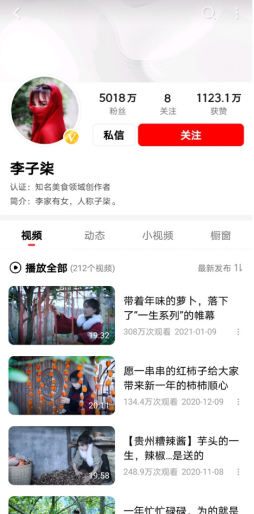 5018万
8
1123.1万
粉丝
关注
获赞
私信
关注
李子柒
认证：知名美食领域创作者
简介：李家有女，人称子柒。
视频
动态
小视频
橱窗
播放全部 (212个视频)
最新发布
带着年味的萝卜，落下
了“一生系列”的帷幕
308万次观看 2021-01-09
19:32
愿一串串的红柿子给大家
带来新一年的柿柿顺心
134.4万次观看 2020-12-09
20:11
【贵州糟辣酱】芋头的一
生，辣椒...是送的
248.9万次观看 2020-11-08
19:31
一年忙忙碌碌，为的就是